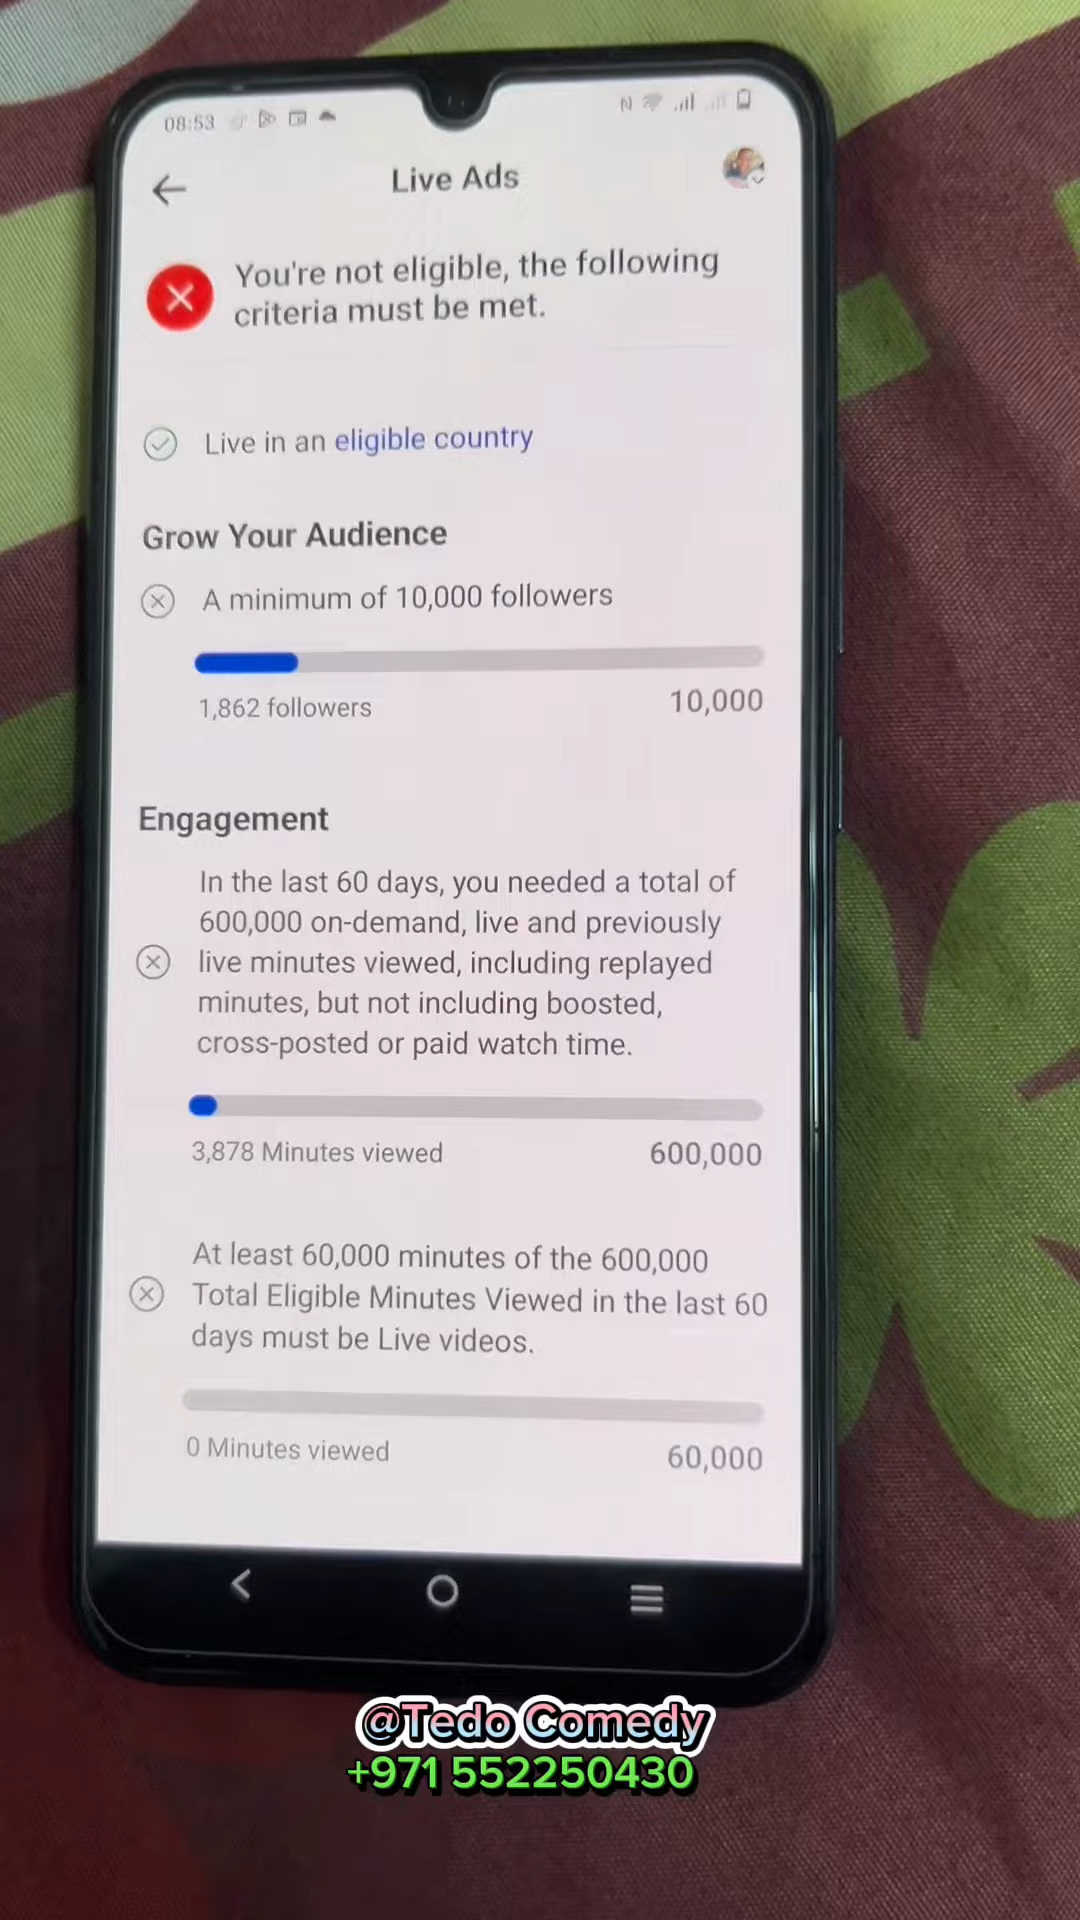 08:53
Live Ads
You're not eligible, the following
criteria must be met.
Live in an eligible country
Grow Your Audience
A minimum of 10,000 followers
1,862 followers
10,000
Engagement
In the last 60 days, you needed a total of
600,000 on-demand, live and previously
live minutes viewed, including replayed
minutes, but not including boosted,
cross-posted or paid watch time.
3,878 Minutes viewed
600,000
At least 60,000 minutes of the 600,000
Total Eligible Minutes Viewed in the last 60
days must be Live videos.
0 Minutes viewed
60,000
@Tedo Comedy
+971 552250430